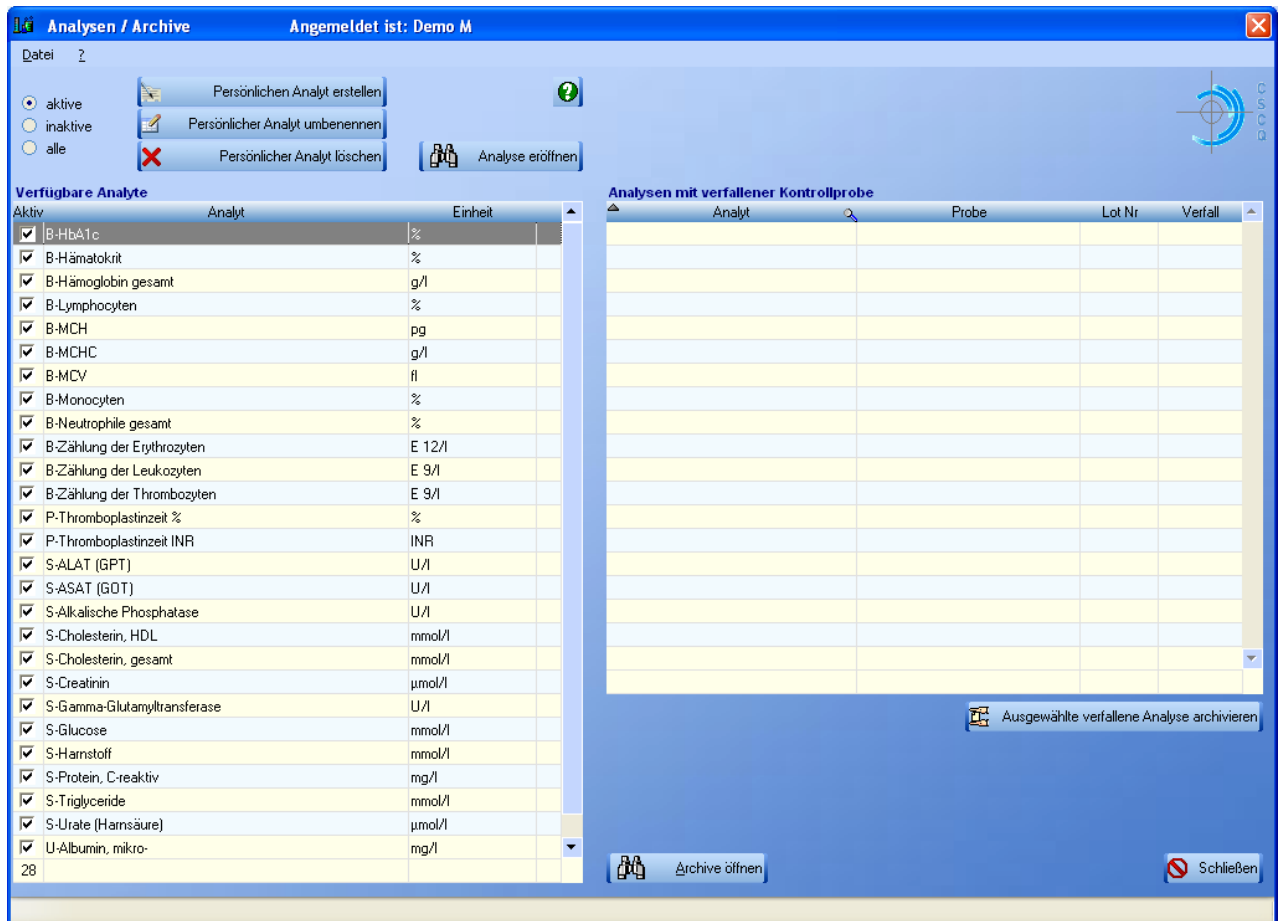 Analysen / Archive Angemeldet ist: Demo M
Datei ?
aktive
inaktive
alle
Persönlichen Analyt erstellen
Persönlicher Analyt umbenennen
Persönlicher Analyt löschen
Analyse eröffnen
C
S
C
Q
Verfügbare Analyte
Aktiv Analyt Einheit
B-HbA1c %
B-Hämatokrit %
B-Hämoglobin gesamt g/l
B-Lymphocyten %
B-MCH pg
B-MCHC g/l
B-MCV fl
B-Monocyten %
B-Neutrophile gesamt %
B-Zählung der Erythrozyten E 12/l
B-Zählung der Leukozyten E 9/l
B-Zählung der Thrombozyten E 9/l
P-Thromboplastinzeit % %
P-Thromboplastinzeit INR INR
S-ALAT (GPT) U/l
S-ASAT (GOT) U/l
S-Alkalische Phosphatase U/l
S-Cholesterin, HDL mmol/l
S-Cholesterin, gesamt mmol/l
S-Creatinin µmol/l
S-Gamma-Glutamyltransferase U/l
S-Glucose mmol/l
S-Harnstoff mmol/l
S-Protein, C-reaktiv mg/l
S-Triglyceride mmol/l
S-Urate (Harnsäure) µmol/l
U-Albumin, mikro- mg/l
28
Analysen mit verfallener Kontrollprobe
Analyt Probe Lot Nr Verfall
Ausgewählte verfallene Analyse archivieren
Archive öffnen
Schließen